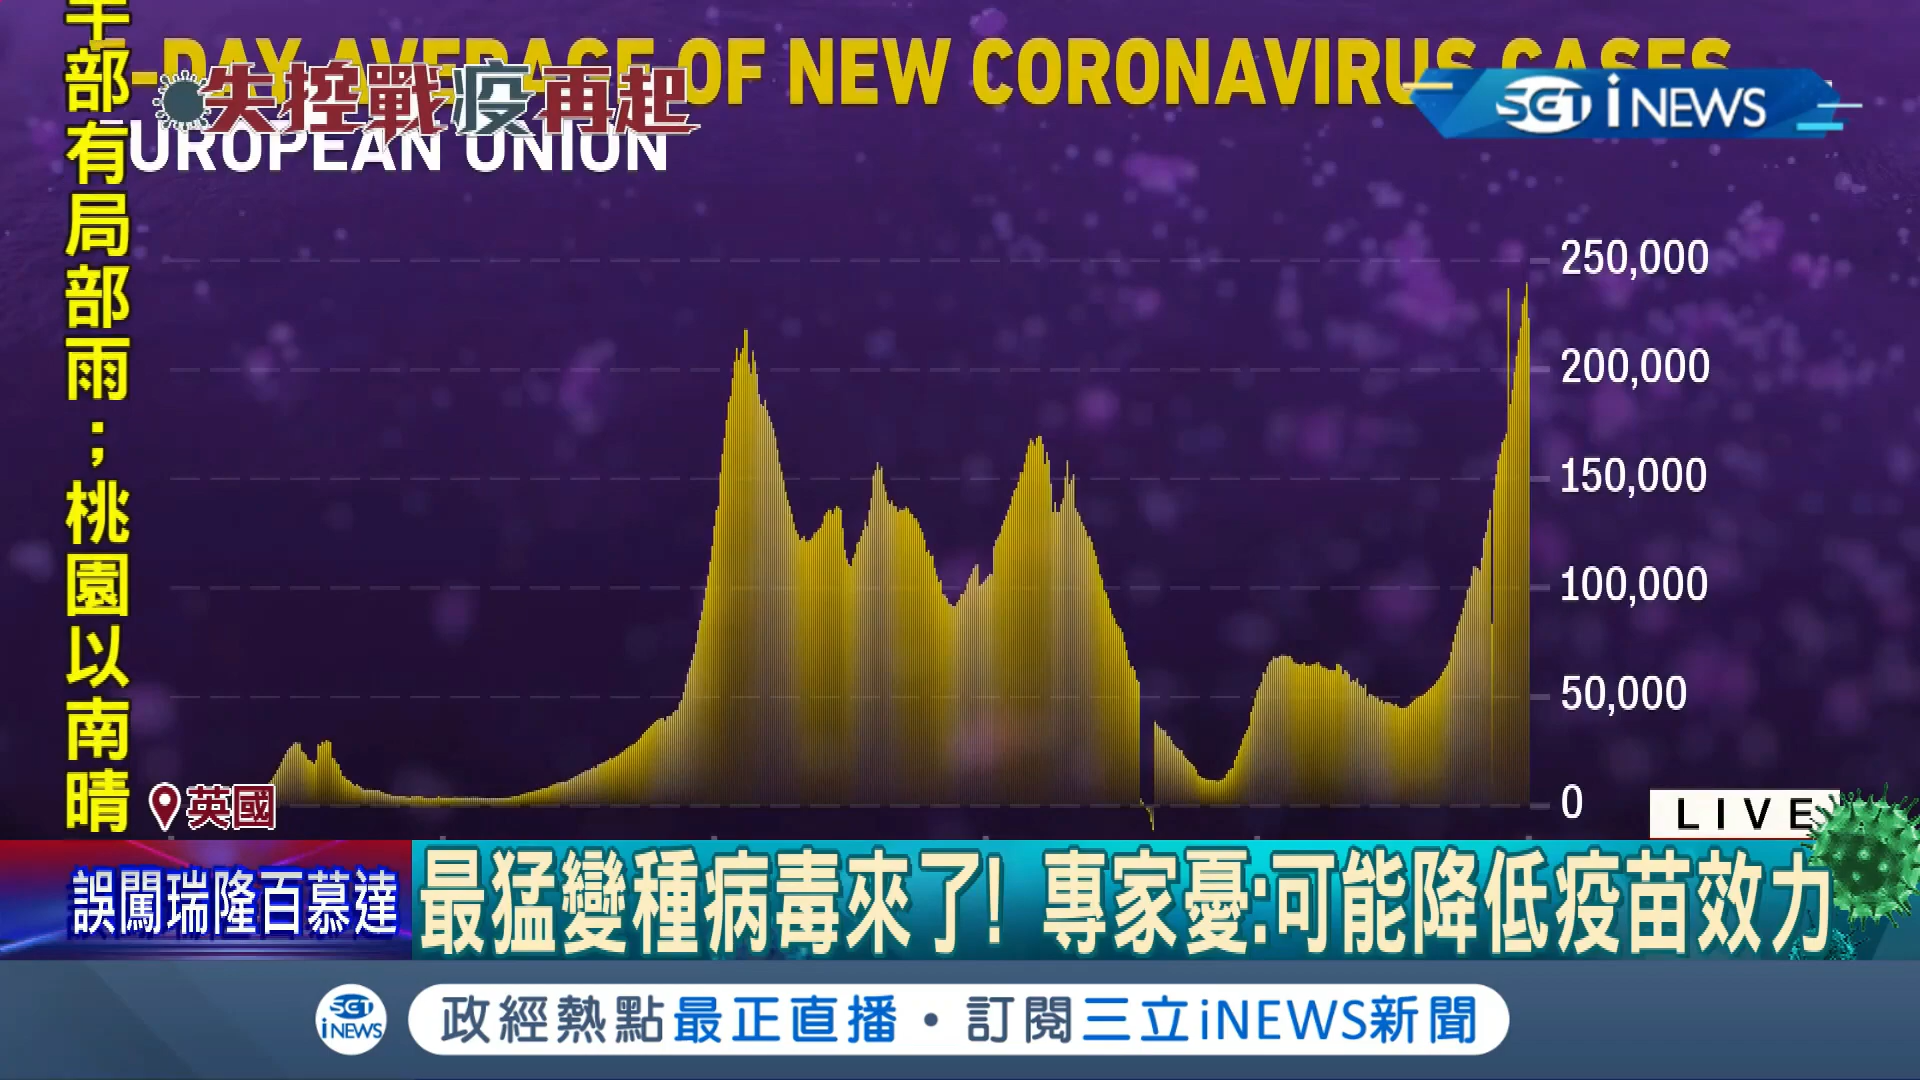 -DAY AVERAGE OF NEW CORONAVIRUS CASES
失控戰疫再起
SET iNEWS
UROPEAN UNION
部有局部雨；桃園以南晴
250,000
200,000
150,000
100,000
50,000
0
英國
LIVE
誤闖瑞隆百慕達
最猛變種病毒來了! 專家憂:可能降低疫苗效力
SET iNEWS
政經熱點最正直播・訂閱三立iNEWS新聞